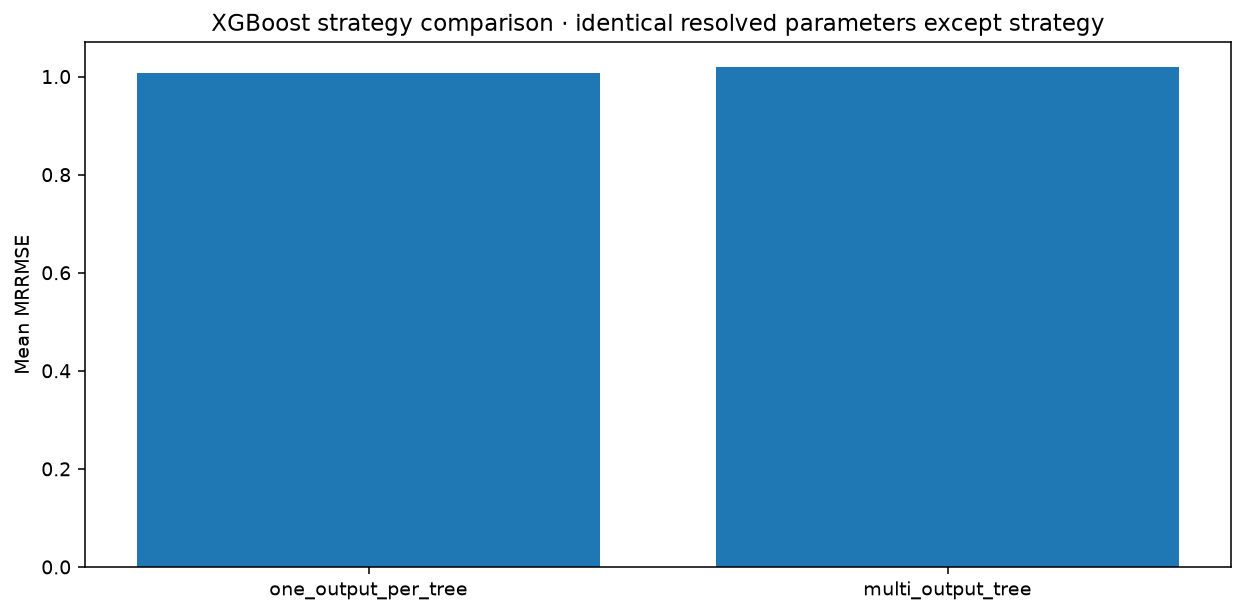 XGBoost strategy comparison · identical resolved parameters except strategy
Mean MRRMSE
1.0
0.8
0.6
0.4
0.2
0.0
one_output_per_tree
multi_output_tree